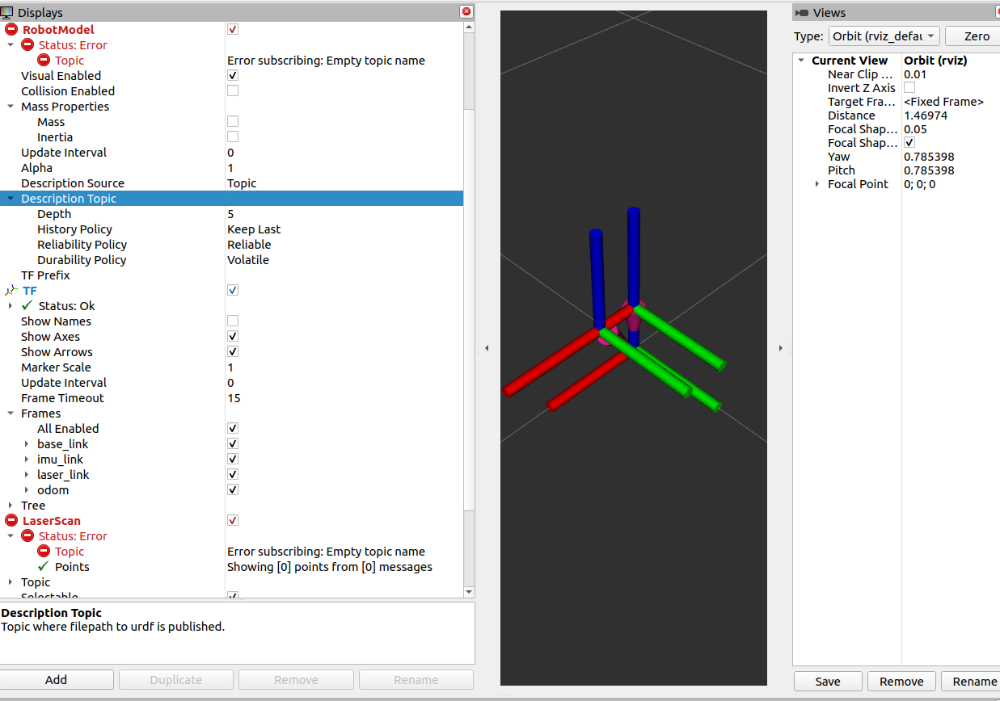 Displays
RobotModel
Status: Error
Topic Error subscribing: Empty topic name
Visual Enabled
Collision Enabled
Mass Properties
Mass
Inertia
Update Interval 0
Alpha 1
Description Source Topic
Description Topic
Depth 5
History Policy Keep Last
Reliability Policy Reliable
Durability Policy Volatile
TF Prefix
TF
Status: Ok
Show Names
Show Axes
Show Arrows
Marker Scale 1
Update Interval 0
Frame Timeout 15
Frames
All Enabled
base_link
imu_link
laser_link
odom
Tree
LaserScan
Status: Error
Topic Error subscribing: Empty topic name
Points Showing [0] points from [0] messages
Topic
Selectable
Description Topic
Topic where filepath to urdf is published.
Add Duplicate Remove Rename
Views
Type: Orbit (rviz_defau Zero
Current View Orbit (rviz)
Near Clip ... 0.01
Invert Z Axis
Target Fra... <Fixed Frame>
Distance 1.46974
Focal Shap... 0.05
Focal Shap...
Yaw 0.785398
Pitch 0.785398
Focal Point 0; 0; 0
Save Remove Rename